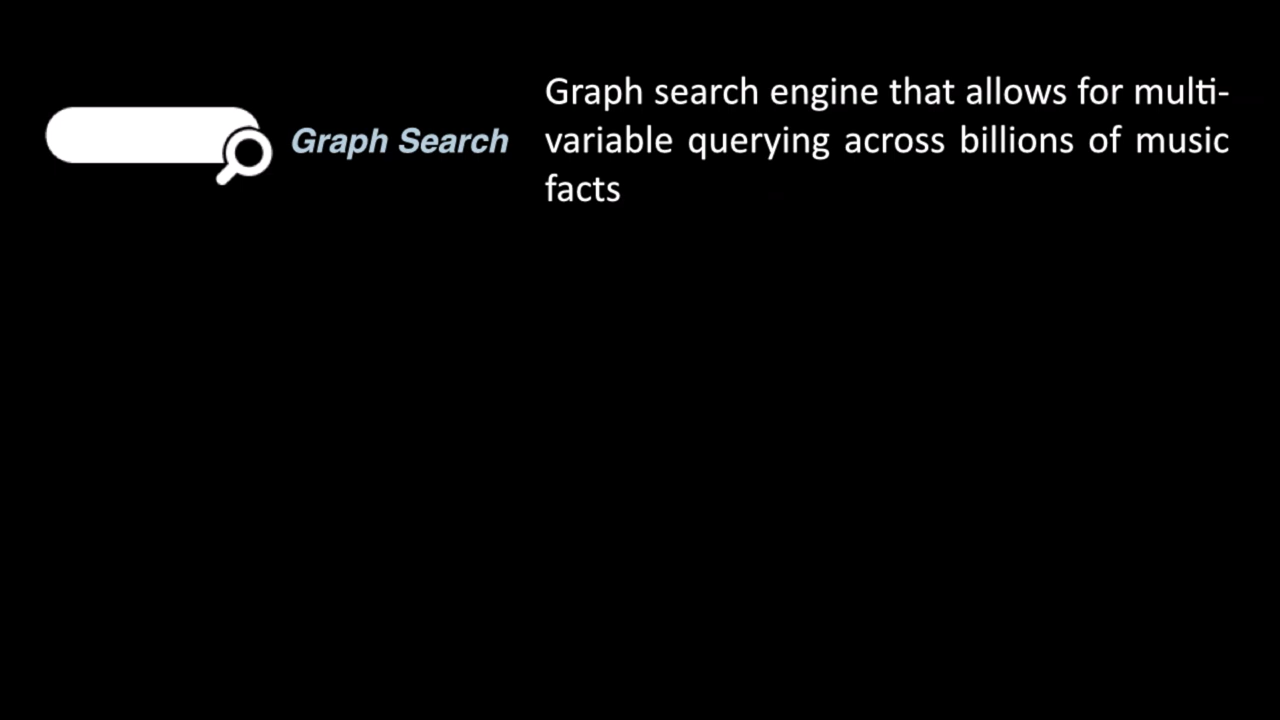 Graph Search
Graph search engine that allows for multi-
variable querying across billions of music
facts